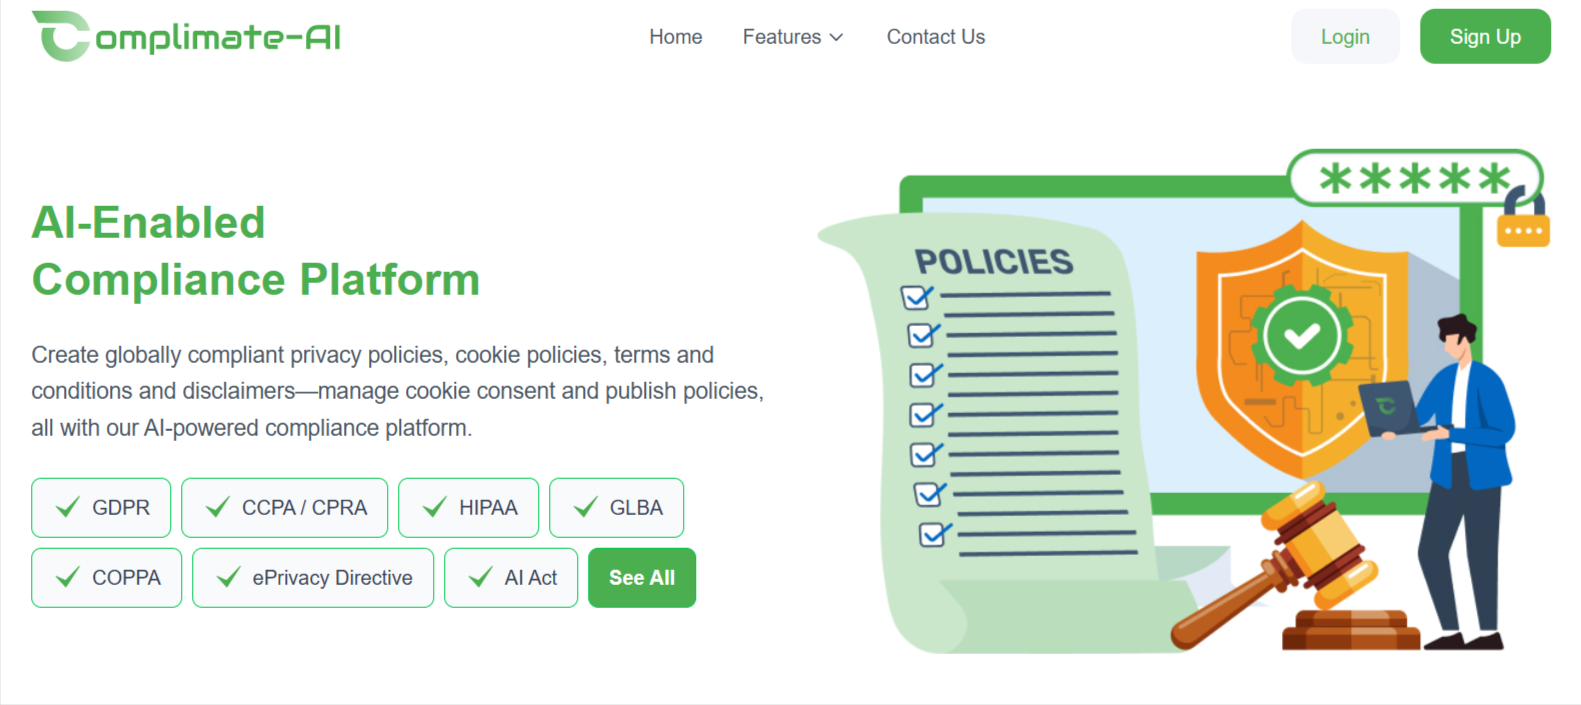 Complimate-AI
Home
Features
Contact Us
Login
Sign Up
AI-Enabled
Compliance Platform
Create globally compliant privacy policies, cookie policies, terms and
conditions and disclaimers—manage cookie consent and publish policies,
all with our AI-powered compliance platform.
GDPR
CCPA / CPRA
HIPAA
GLBA
COPPA
ePrivacy Directive
AI Act
See All
*****
POLICIES